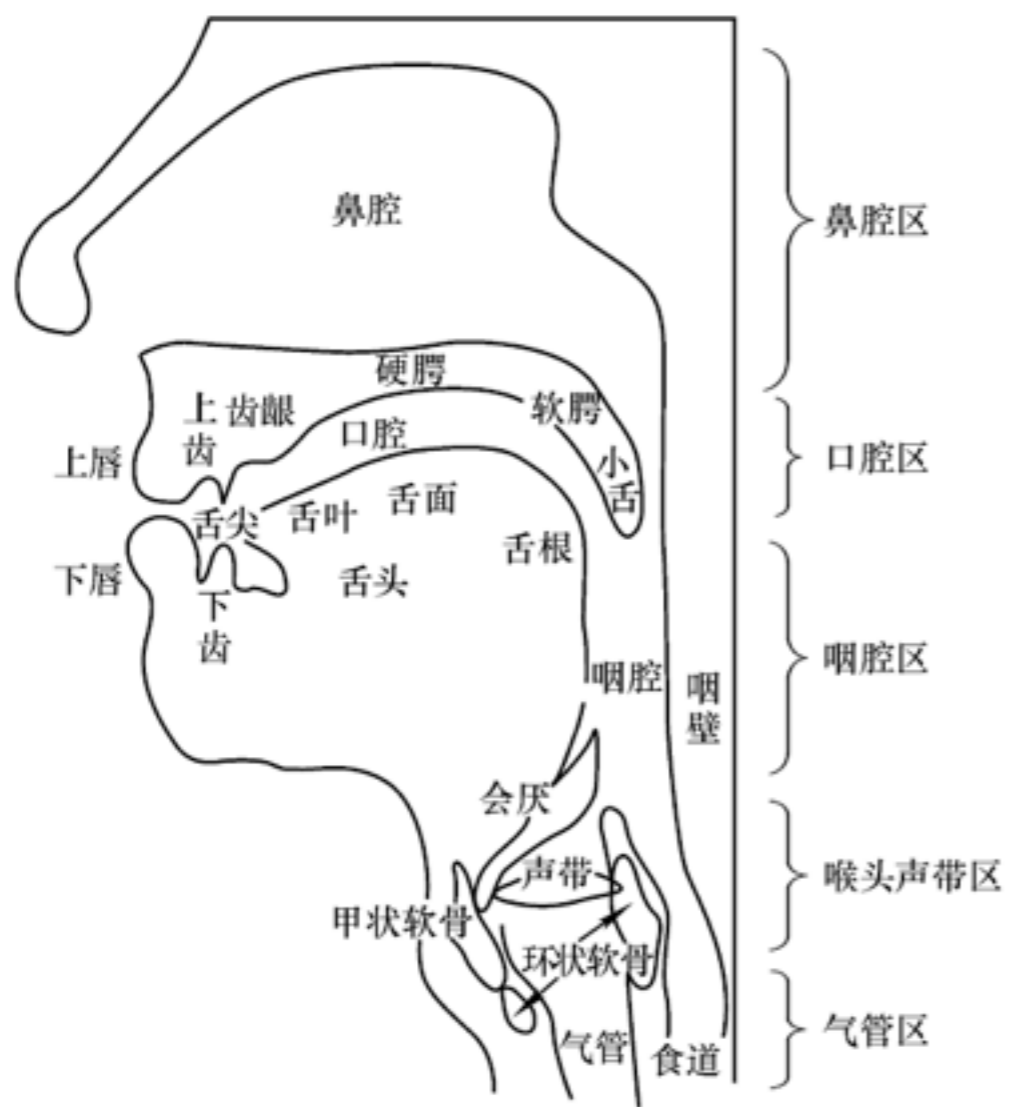 鼻腔
鼻腔区
硬腭
上齿
齿龈
软腭
口腔
上唇
小舌
口腔区
舌尖
舌叶
舌面
舌根
下唇
舌头
下齿
咽腔
咽壁
咽腔区
会厌
声带
喉头声带区
甲状软骨
环状软骨
气管
食道
气管区